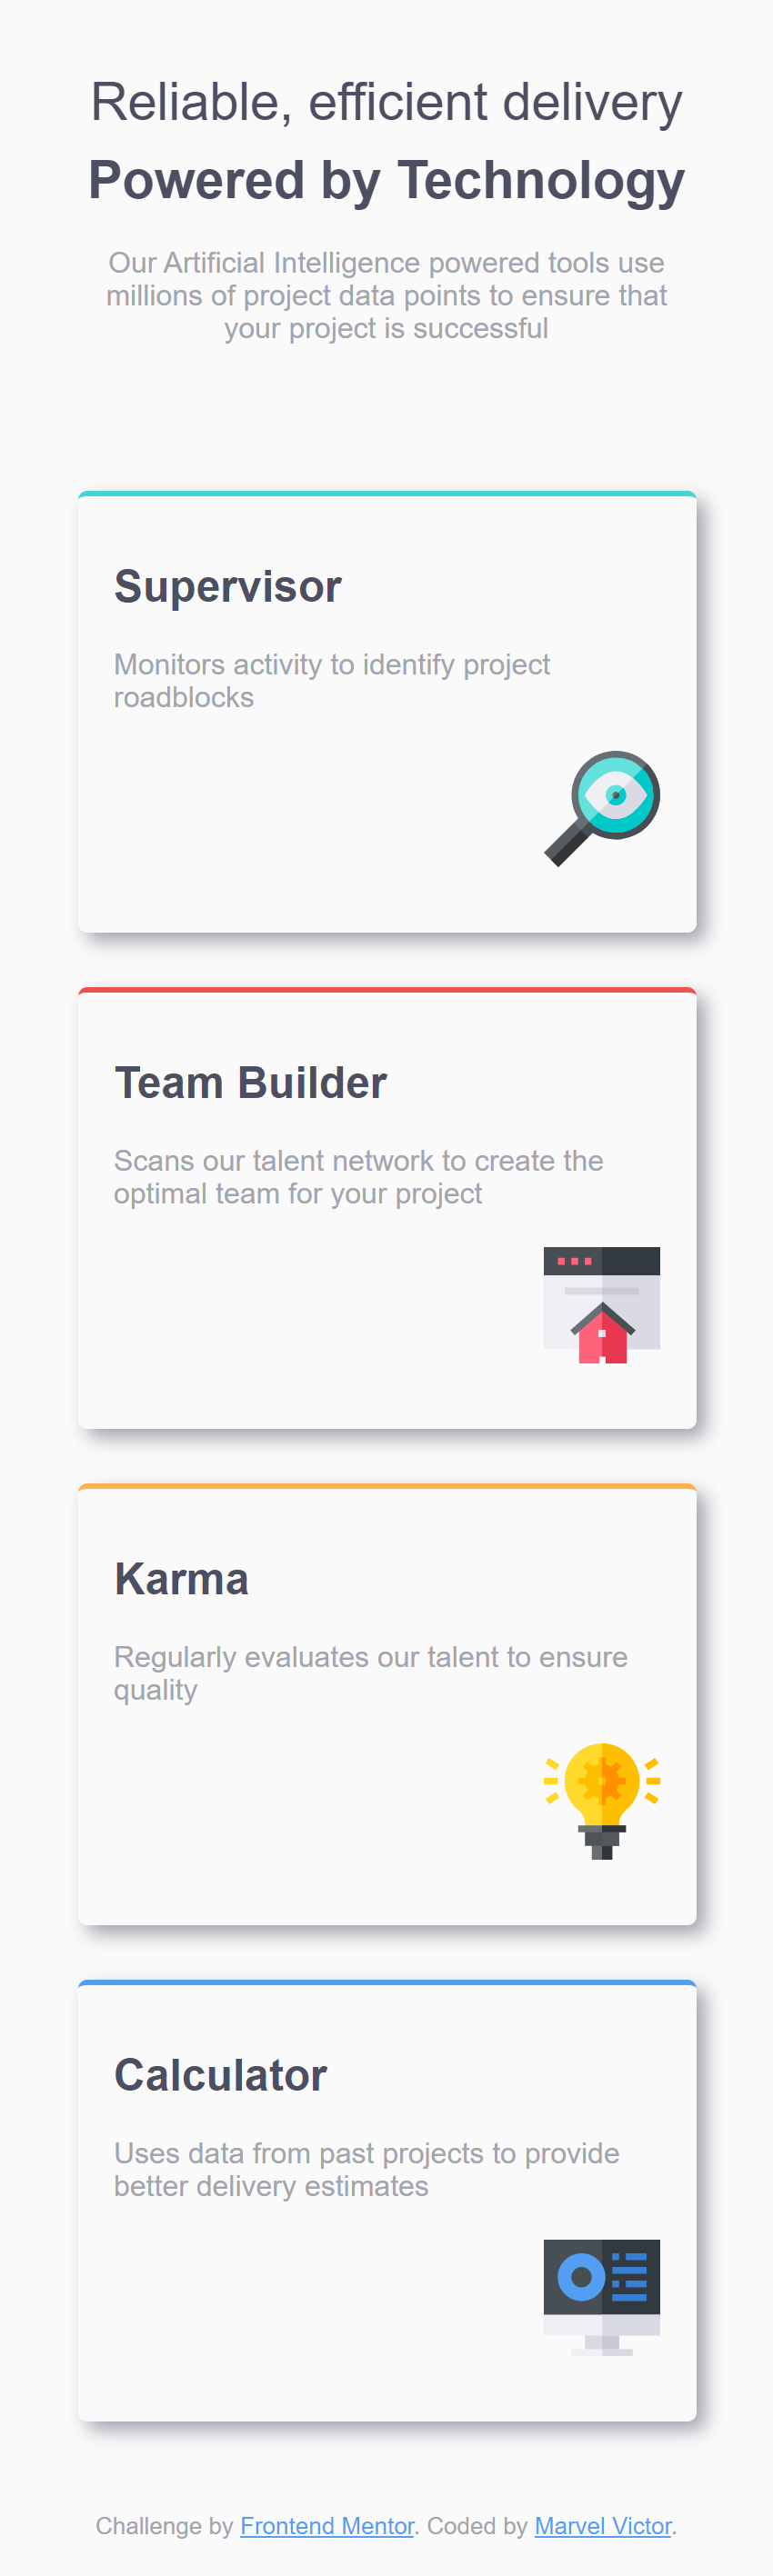 Reliable, efficient delivery
Powered by Technology
Our Artificial Intelligence powered tools use
millions of project data points to ensure that
your project is successful
Supervisor
Monitors activity to identify project
roadblocks
Team Builder
Scans our talent network to create the
optimal team for your project
Karma
Regularly evaluates our talent to ensure
quality
Calculator
Uses data from past projects to provide
better delivery estimates
Challenge by Frontend Mentor. Coded by Marvel Victor.